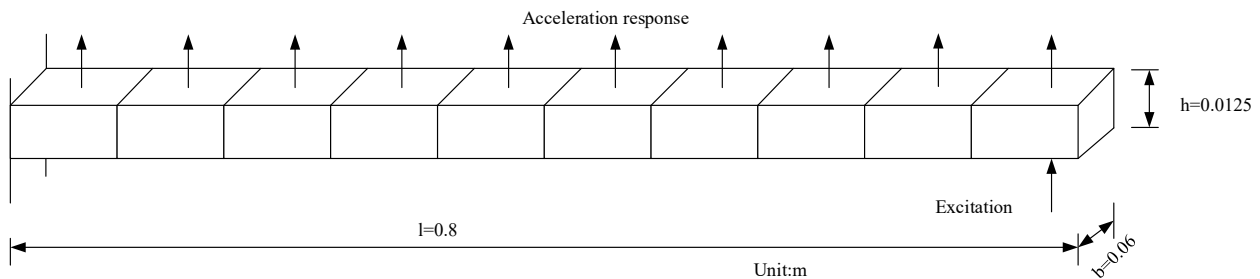 Acceleration response
h=0.0125
Excitation
l=0.8
b=0.06
Unit:m